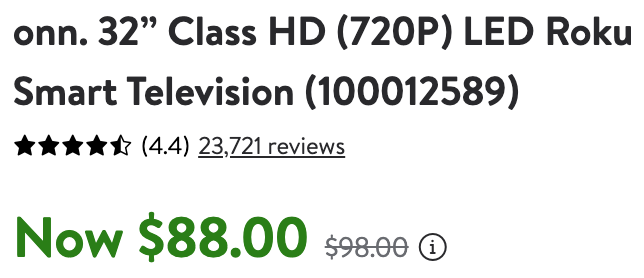 onn. 32” Class HD (720P) LED Roku
Smart Television (100012589)
(4.4) 23,721 reviews
Now $88.00 $98.00 i